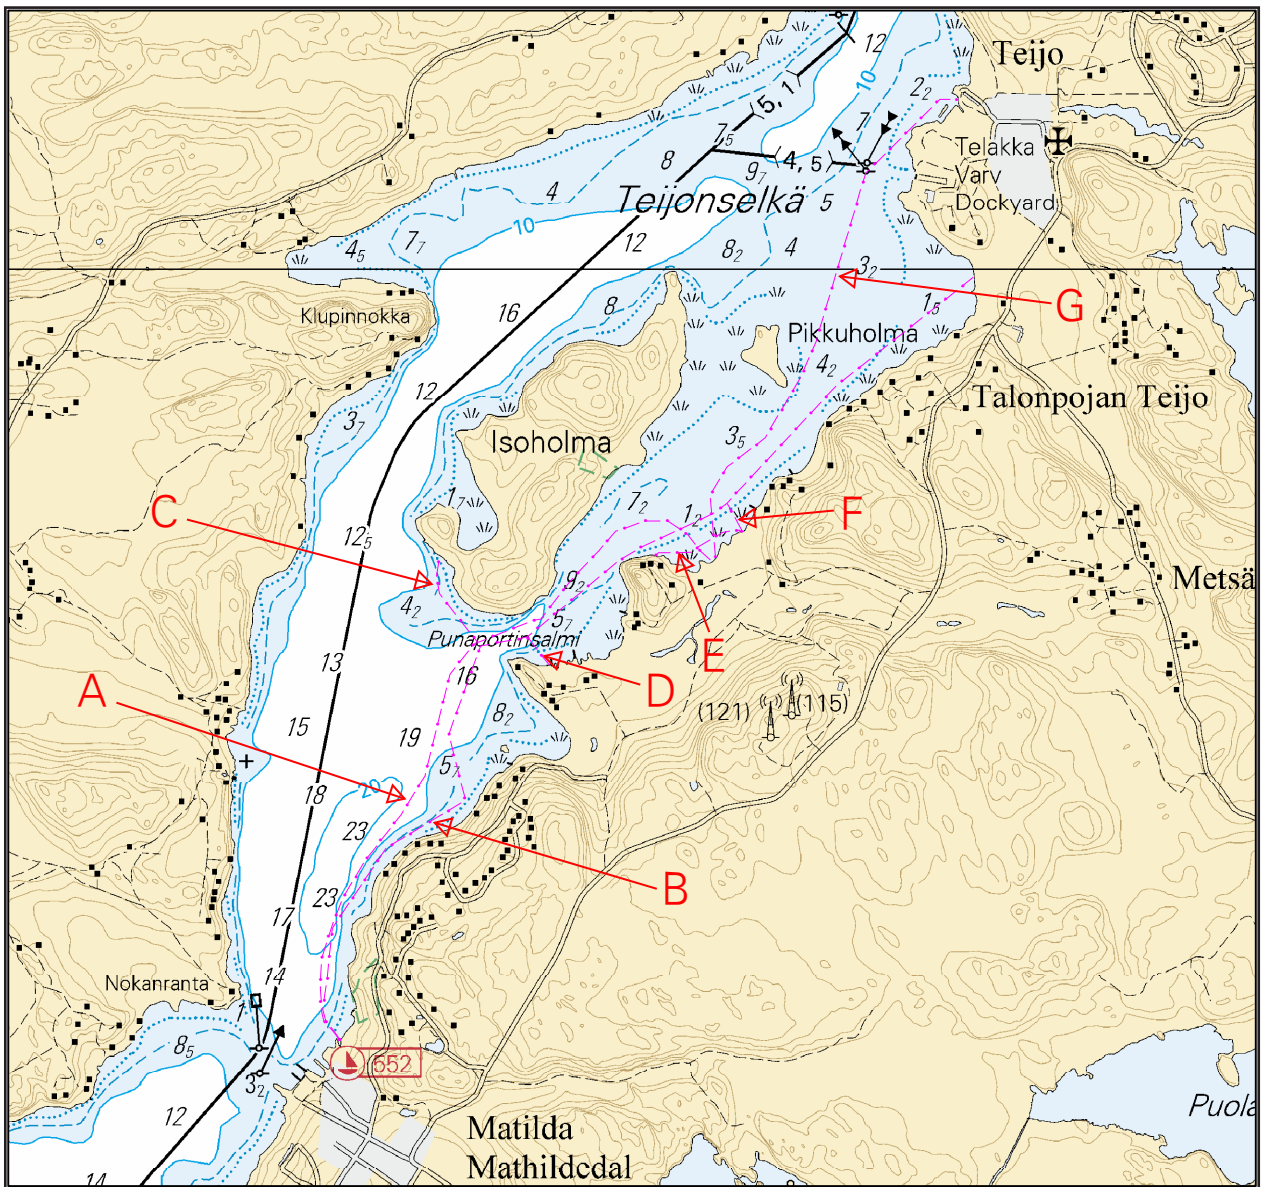 Teijo
12
10
5, 1
2₂
7
7₅
8
4, 5
9₇
Telakka
Varv
Dockyard
4
Teijonselkä
5
10
12
7₇
4₅
8₂
4
3₂
G
16
8
1₅
Klupinnokka
Pikkuholma
4₂
12
Talonpojan Teijo
3₇
3₅
Isoholma
C
1₇
7₂
1₂
F
12₅
9₂
Metsä
4₂
5₇
Punaportinsalmi
E
13
16
D
A
8₂
(121)
(115)
15
19
5₇
18
20
23
B
23
17
14
Nokanranta
8₅
552
3₂
12
Puola
Matilda
Mathildedal
14